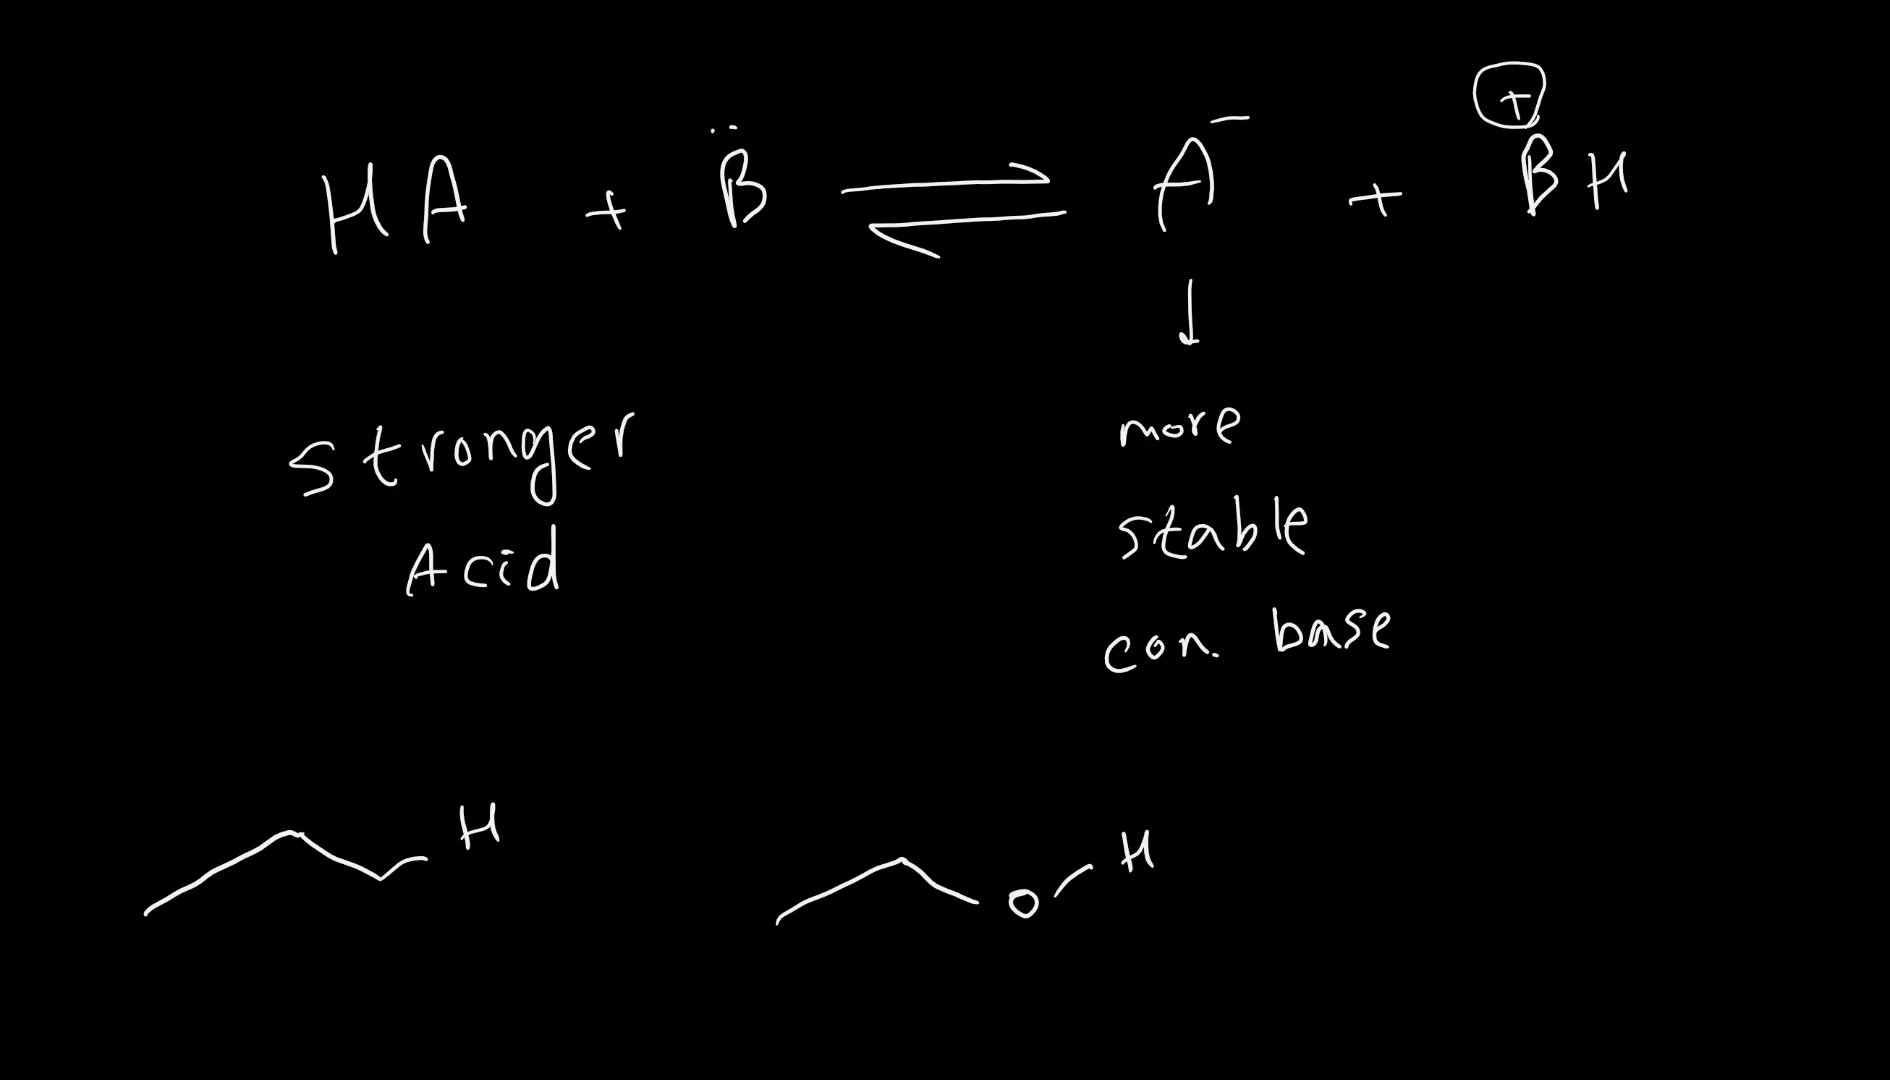 HA + B̈ ⇌ A⁻ + ⊕BH
↓
stronger
Acid
more
stable
con. base
H
O H